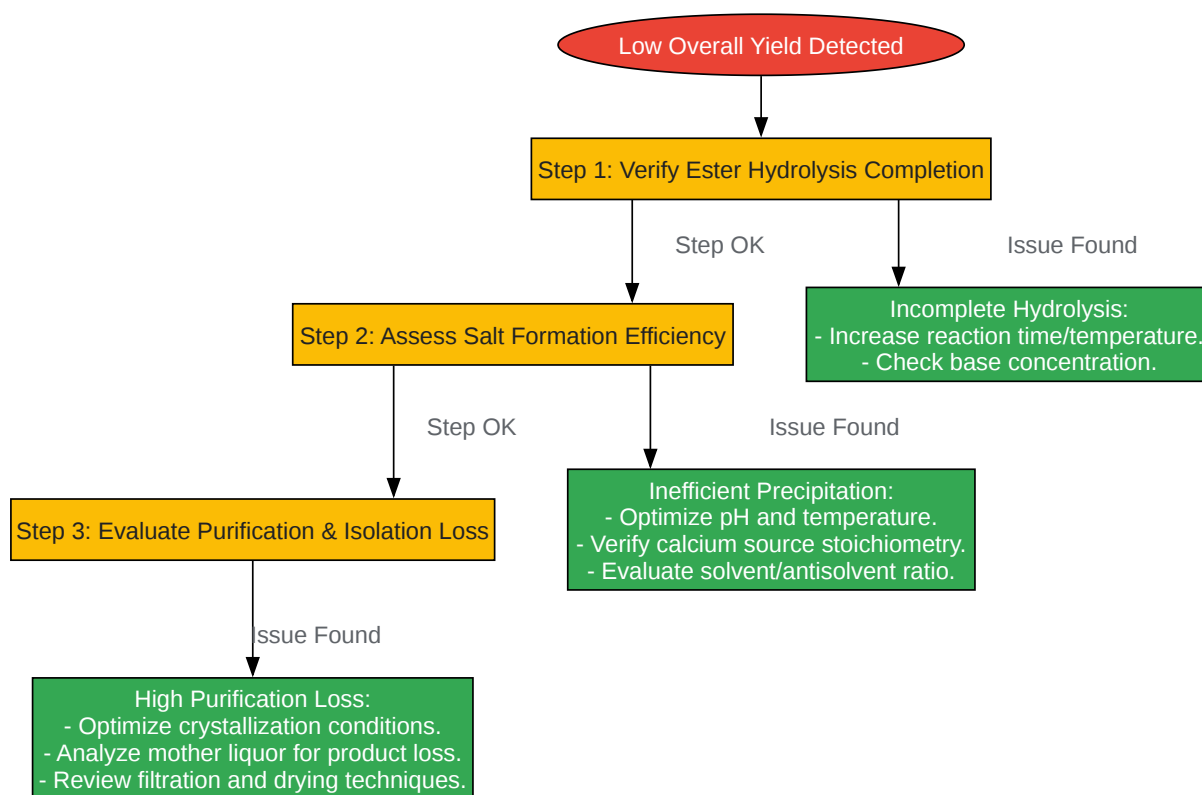 Low Overall Yield Detected
Step 1: Verify Ester Hydrolysis Completion
Step OK
Issue Found
Incomplete Hydrolysis:
- Increase reaction time/temperature.
- Check base concentration.
Step 2: Assess Salt Formation Efficiency
Step OK
Issue Found
Inefficient Precipitation:
- Optimize pH and temperature.
- Verify calcium source stoichiometry.
- Evaluate solvent/antisolvent ratio.
Step 3: Evaluate Purification & Isolation Loss
Issue Found
High Purification Loss:
- Optimize crystallization conditions.
- Analyze mother liquor for product loss.
- Review filtration and drying techniques.